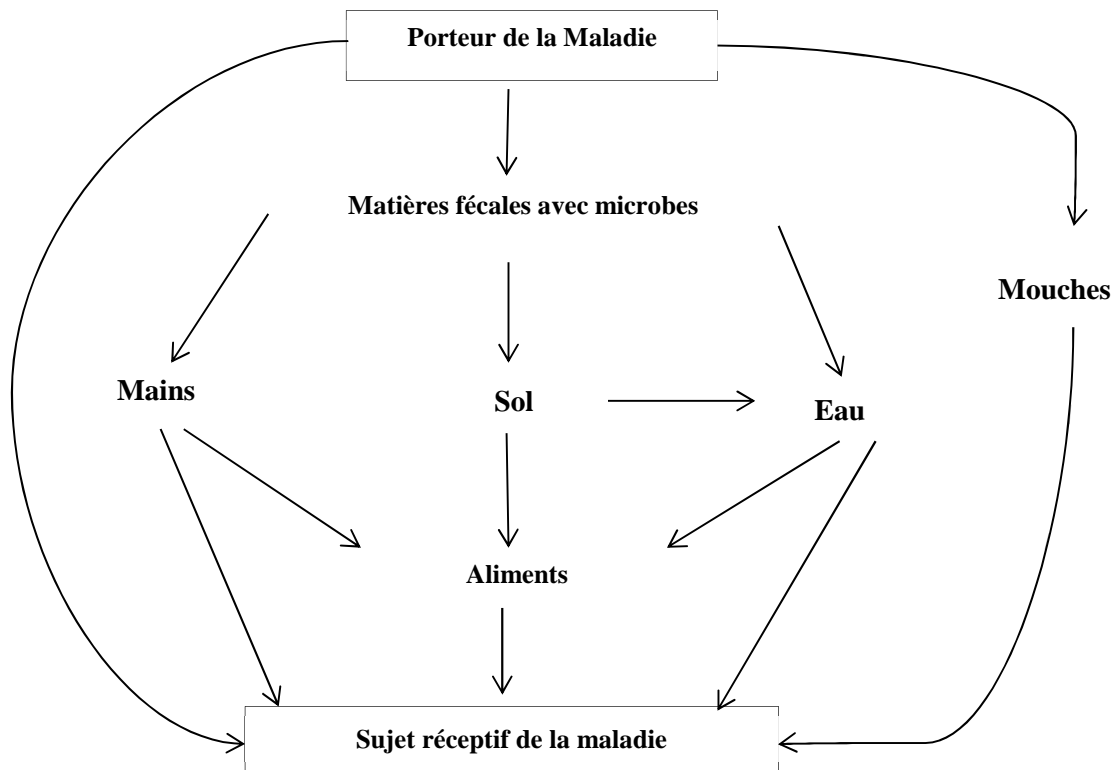 Porteur de la Maladie
Matières fécales avec microbes
Mouches
Mains
Sol
Eau
Aliments
Sujet réceptif de la maladie